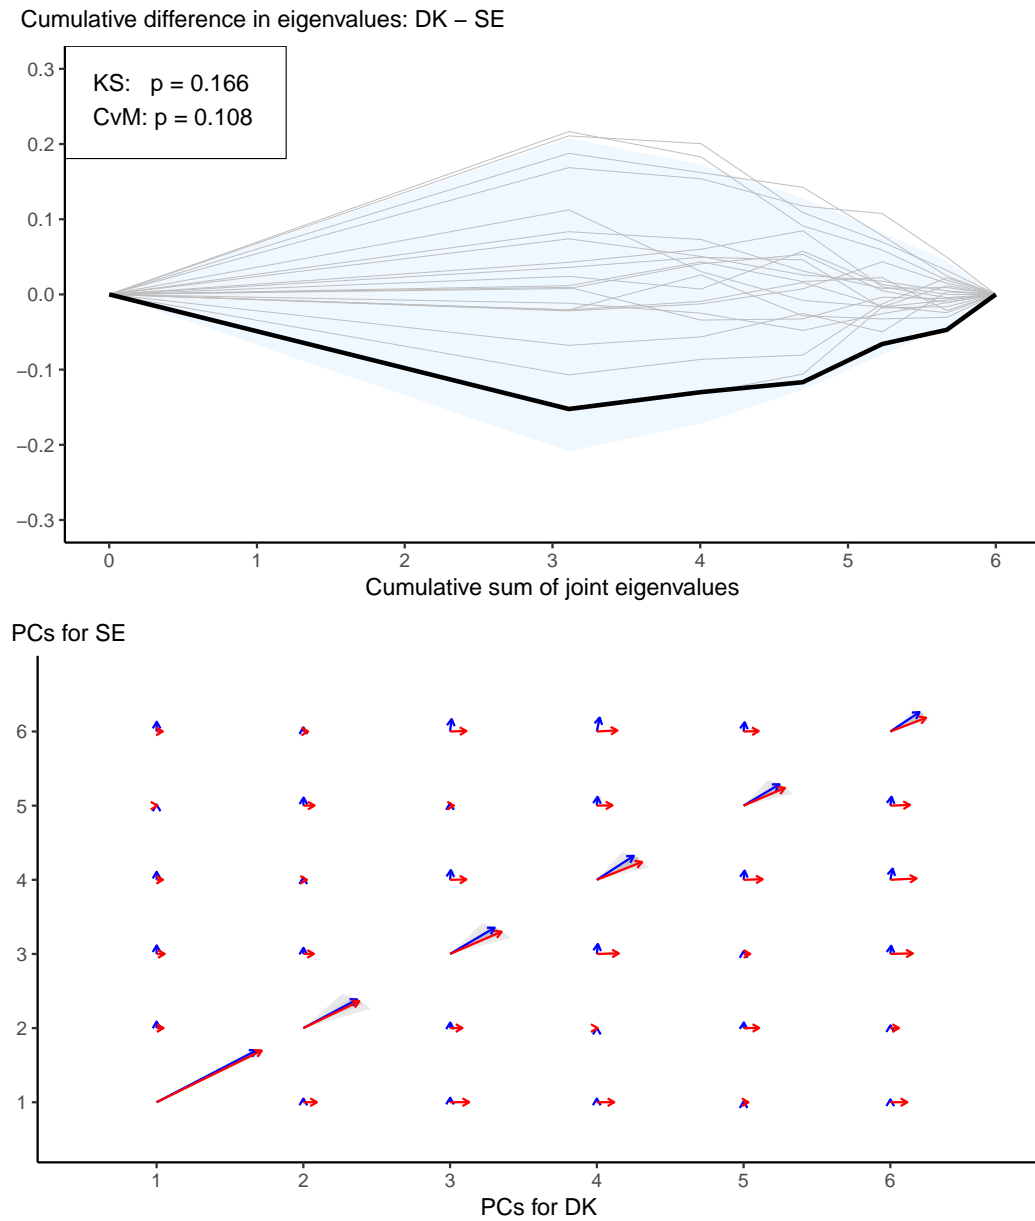 Cumulative difference in eigenvalues: DK − SE
KS: p = 0.166
CvM: p = 0.108
0.3
0.2
0.1
0.0
−0.1
−0.2
−0.3
0 1 2 3 4 5 6
Cumulative sum of joint eigenvalues
PCs for SE
6
5
4
3
2
1
1 2 3 4 5 6
PCs for DK